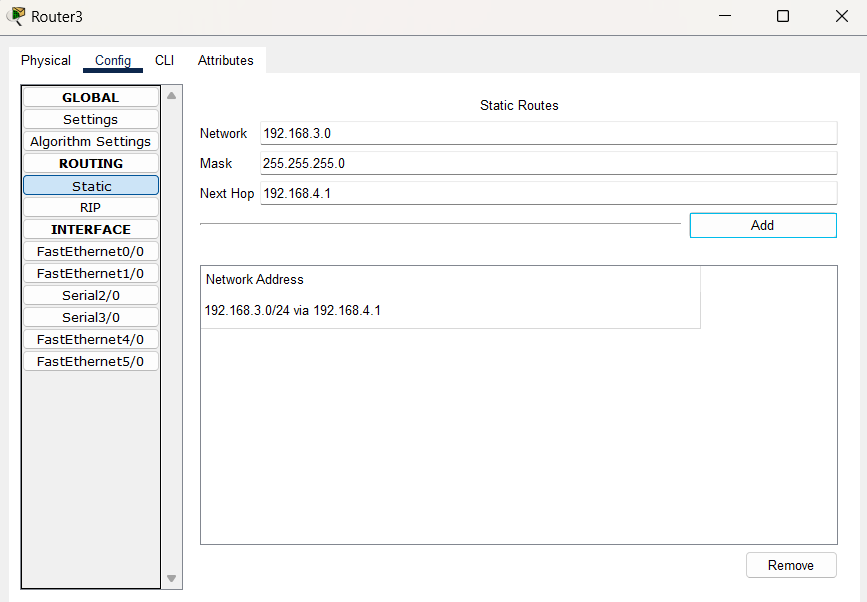 Router3
Physical Config CLI Attributes
GLOBAL
Settings
Algorithm Settings
ROUTING
Static
RIP
INTERFACE
FastEthernet0/0
FastEthernet1/0
Serial2/0
Serial3/0
FastEthernet4/0
FastEthernet5/0
Static Routes
Network 192.168.3.0
Mask 255.255.255.0
Next Hop 192.168.4.1
Add
Network Address
192.168.3.0/24 via 192.168.4.1
Remove